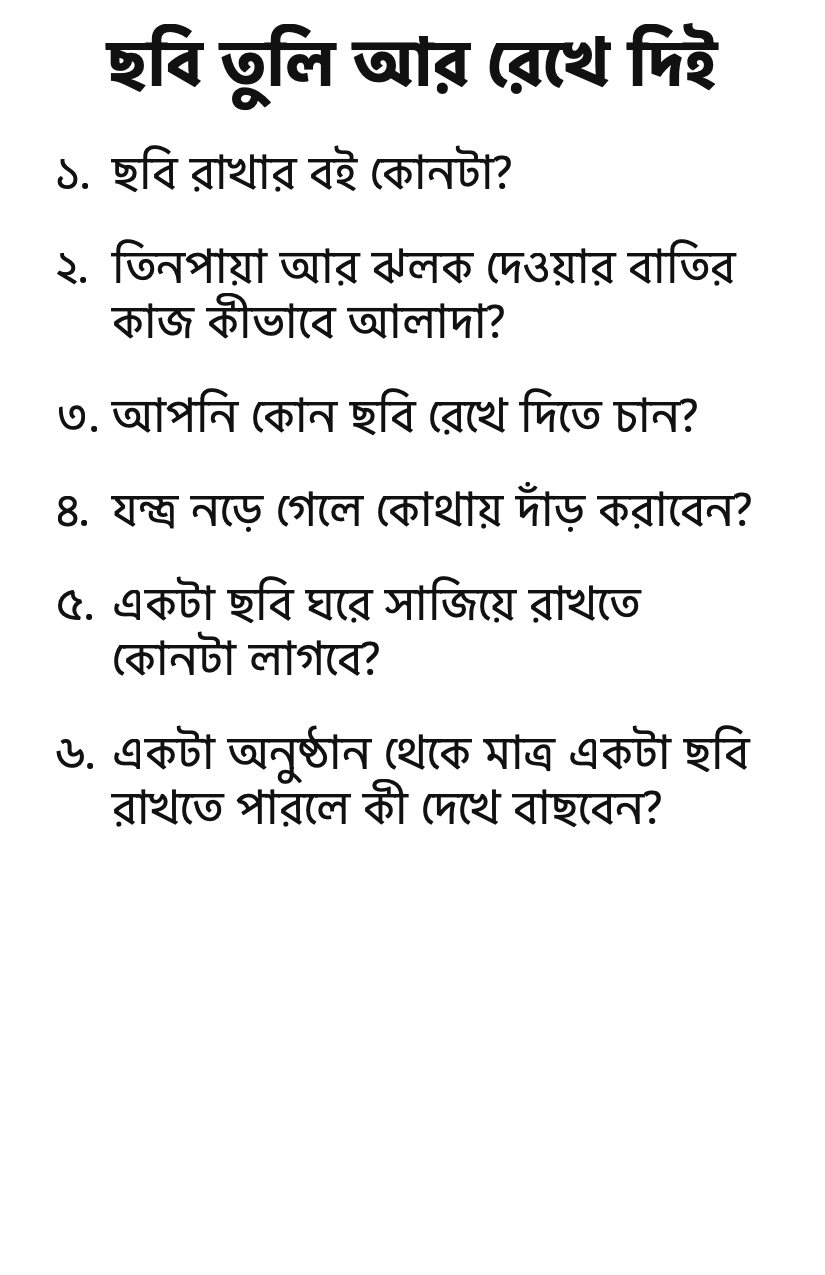 ছবি তুলি আর রেখে দিই
১. ছবি রাখার বই কোনটা?
২. তিনপায়া আর ঝলক দেওয়ার বাতির
কাজ কীভাবে আলাদা?
৩. আপনি কোন ছবি রেখে দিতে চান?
৪. যন্ত্র নড়ে গেলে কোথায় দাঁড় করাবেন?
৫. একটা ছবি ঘরে সাজিয়ে রাখতে
কোনটা লাগবে?
৬. একটা অনুষ্ঠান থেকে মাত্র একটা ছবি
রাখতে পারলে কী দেখে বাছবেন?